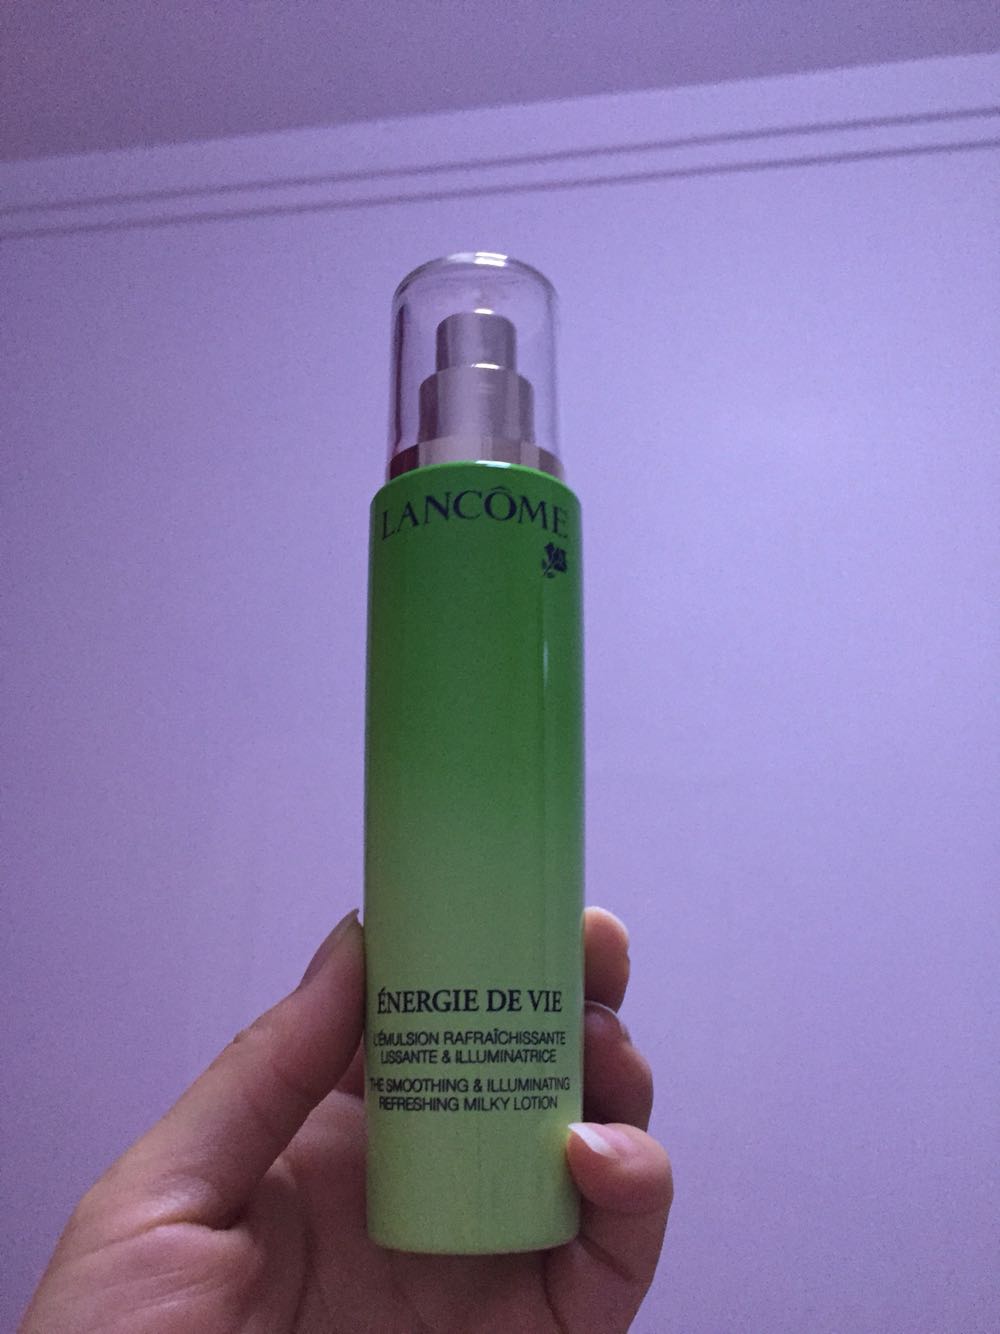 LANCÔME
ÉNERGIE DE VIE
L'ÉMULSION RAFRAÎCHISSANTE
LISSANTE & ILLUMINATRICE
THE SMOOTHING & ILLUMINATING
REFRESHING MILKY LOTION